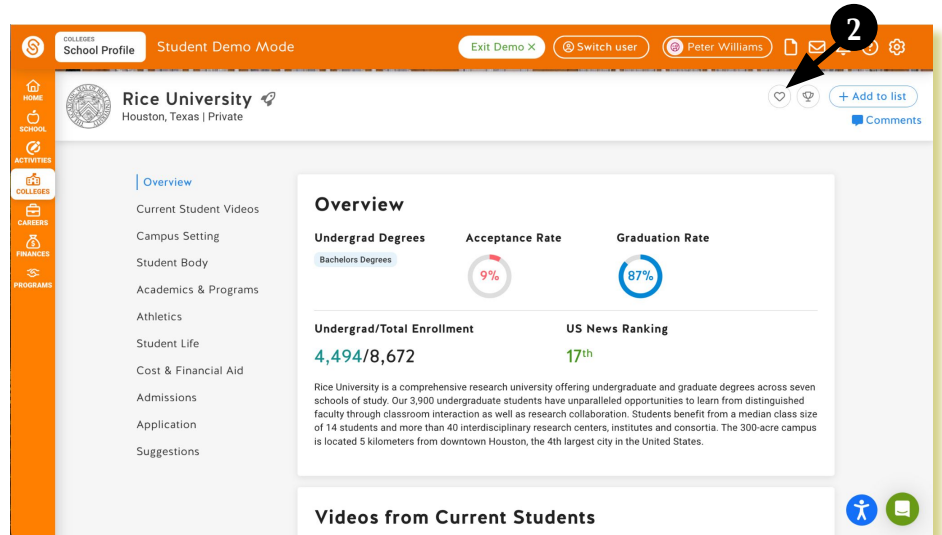 2
COLLEGES
School Profile
Student Demo Mode
Exit Demo ×
Switch user
Peter Williams
HOME
SCHOOL
ACTIVITIES
COLLEGES
CAREERS
FINANCES
PROGRAMS
Rice University
Houston, Texas | Private
+ Add to list
Comments
Overview
Current Student Videos
Campus Setting
Student Body
Academics & Programs
Athletics
Student Life
Cost & Financial Aid
Admissions
Application
Suggestions
Overview
Undergrad Degrees Acceptance Rate Graduation Rate
Bachelors Degrees
9%
87%
Undergrad/Total Enrollment US News Ranking
4,494/8,672 17th
Rice University is a comprehensive research university offering undergraduate and graduate degrees across seven
schools of study. Our 3,900 undergraduate students have unparalleled opportunities to learn from distinguished
faculty through classroom interaction as well as research collaboration. Students benefit from a median class size
of 14 students and more than 40 interdisciplinary research centers, institutes and consortia. The 300-acre campus
is located 5 kilometers from downtown Houston, the 4th largest city in the United States.
Videos from Current Students